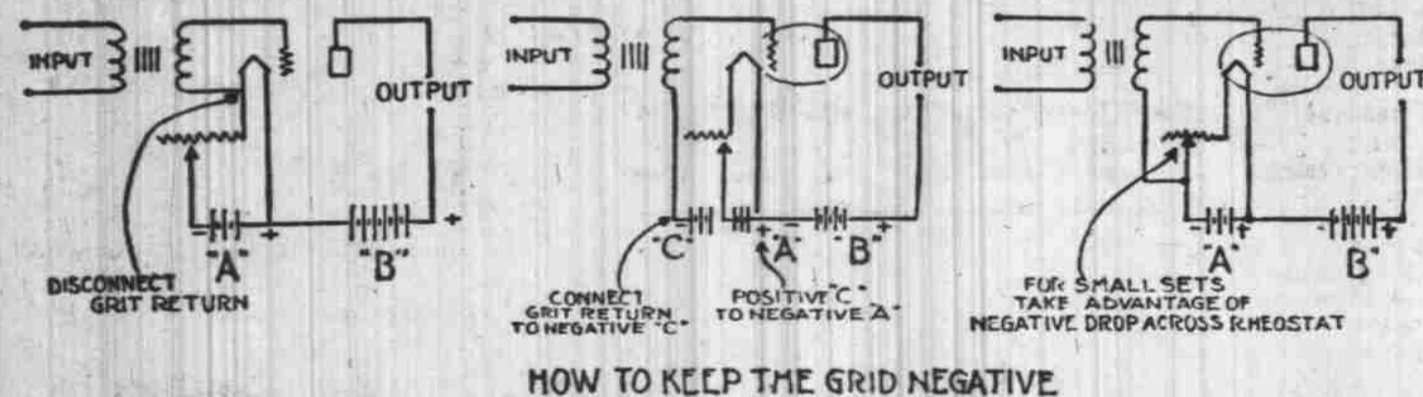 INPUT
OUTPUT
- +
+
"A"
"B"
DISCONNECT
GRIT RETURN
INPUT
OUTPUT
- + - +
"C" "A" "B"
CONNECT
GRIT RETURN
TO NEGATIVE "C"
POSITIVE "C"
TO NEGATIVE "A"
INPUT
OUTPUT
- + - +
"A" B"
FOR SMALL SETS
TAKE ADVANTAGE OF
NEGATIVE DROP ACROSS RHEOSTAT
HOW TO KEEP THE GRID NEGATIVE